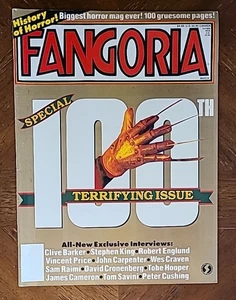 History of Horror!
Biggest horror mag ever! 100 gruesome pages!
FANGORIA
SPECIAL
100TH
TERRIFYING ISSUE
All-New Exclusive Interviews:
Clive Barker•Stephen King•Robert Englund
Vincent Price•John Carpenter•Wes Craven
Sam Raimi•David Cronenberg•Tobe Hooper
James Cameron•Tom Savini•Peter Cushing